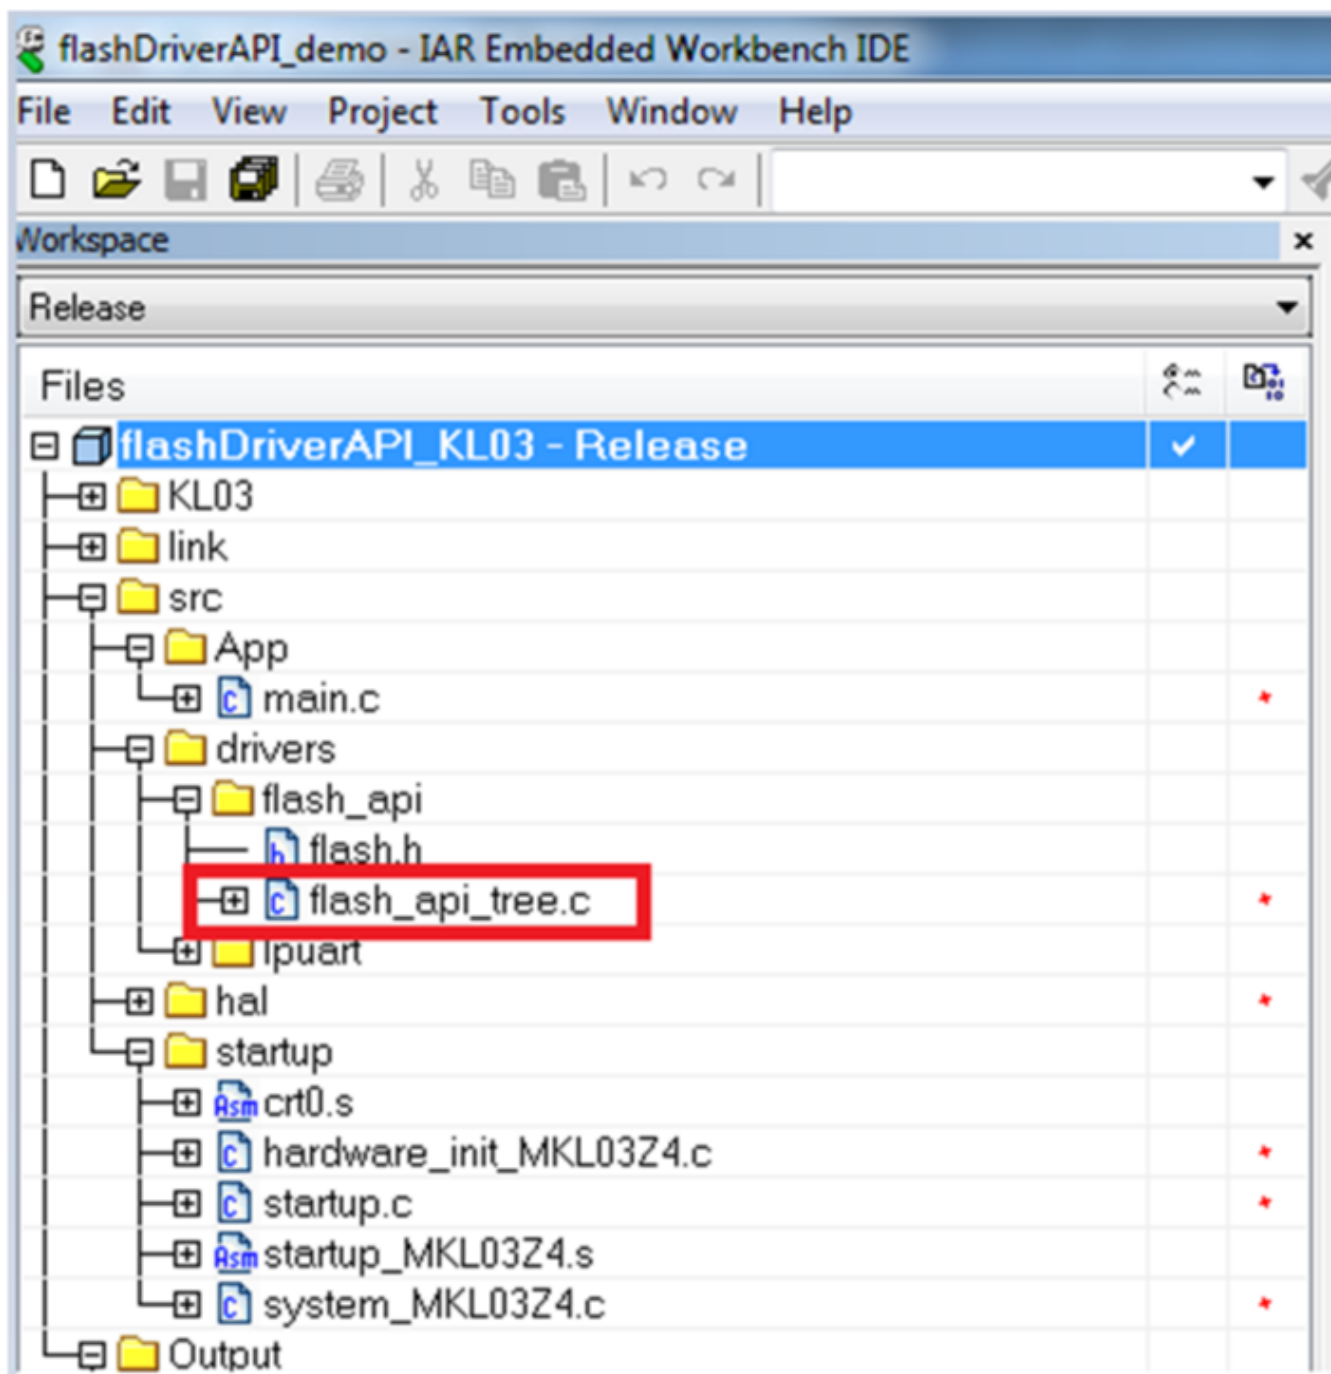 flashDriverAPI_demo - IAR Embedded Workbench IDE
File Edit View Project Tools Window Help
Workspace
Release
Files
flashDriverAPI_KL03 - Release
KL03
link
src
App
main.c
drivers
flash_api
flash.h
flash_api_tree.c
lpuart
hal
startup
crt0.s
hardware_init_MKL03Z4.c
startup.c
startup_MKL03Z4.s
system_MKL03Z4.c
Output